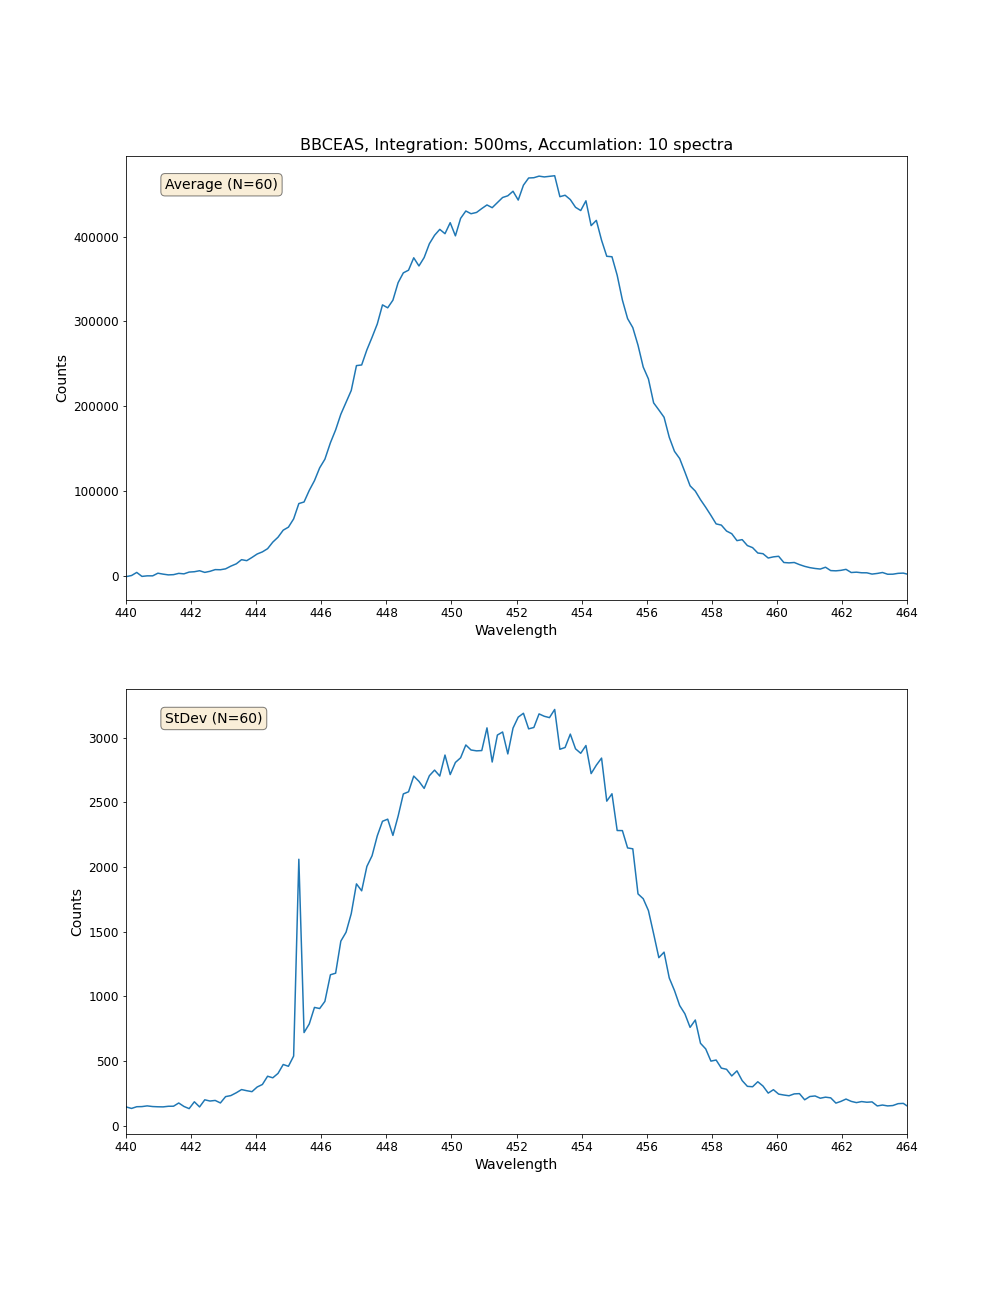 BBCEAS, Integration: 500ms, Accumlation: 10 spectra
Average (N=60)
400000
300000
200000
100000
0
Counts
440 442 444 446 448 450 452 454 456 458 460 462 464
Wavelength
StDev (N=60)
3000
2500
2000
1500
1000
500
0
Counts
440 442 444 446 448 450 452 454 456 458 460 462 464
Wavelength